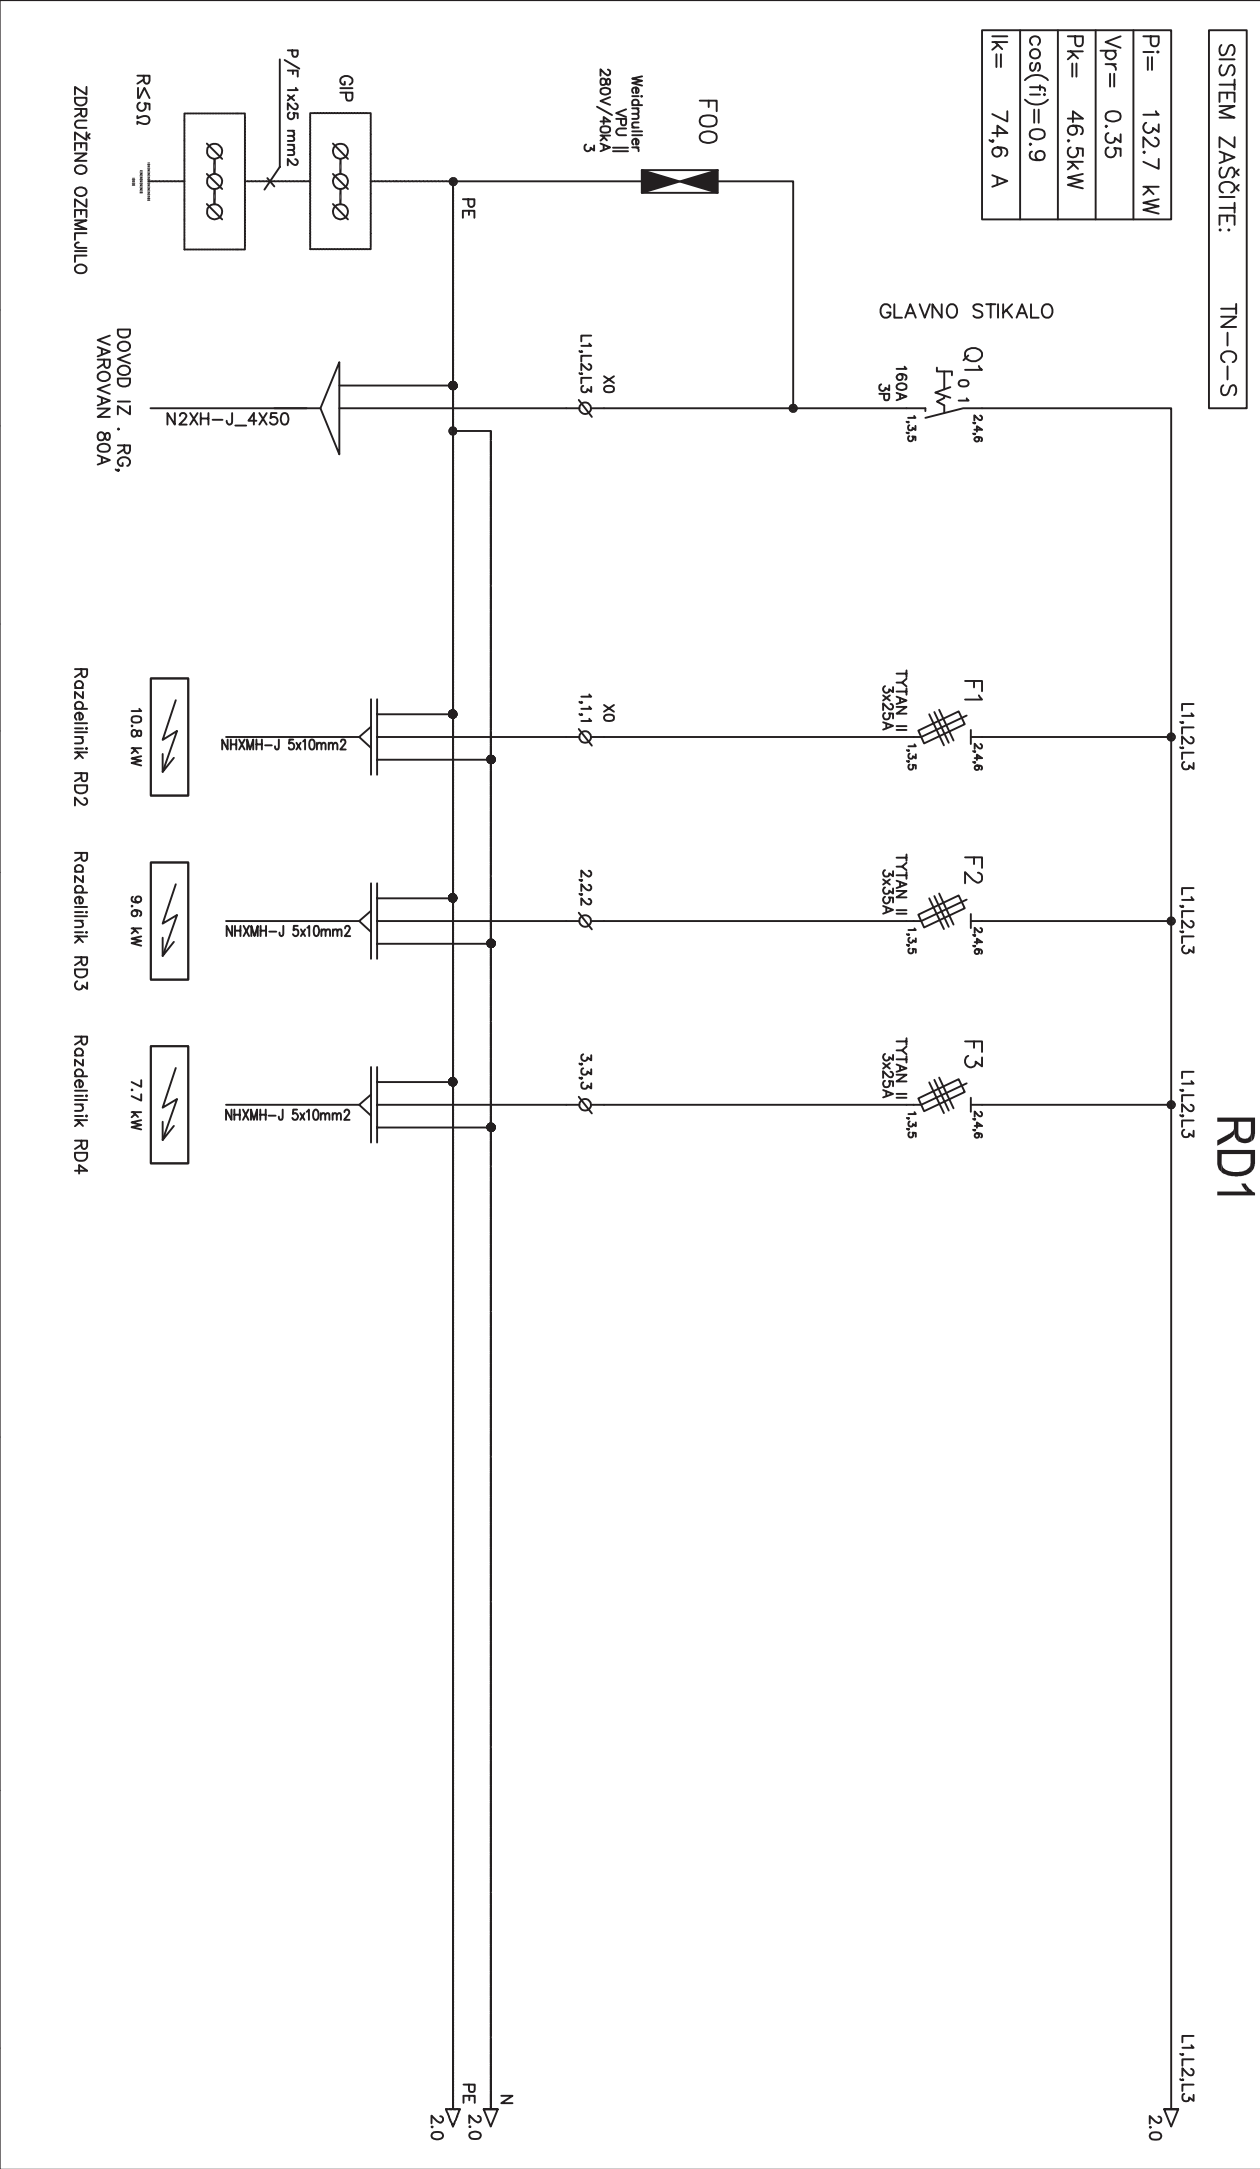 RD1
SISTEM ZAŠČITE: TN-C-S
Pi= 132.7 kW
Vpr= 0.35
Pk= 46.5kW
cos(fi)=0.9
Ik= 74,6 A
L1,L2,L3
L1,L2,L3
L1,L2,L3
L1,L2,L3
2.0
GLAVNO STIKALO
Q1
0 1
2,4,6
160A
3P
1,3,5
F1
2,4,6
TYTAN II
3x25A
1,3,5
F2
2,4,6
TYTAN II
3x35A
1,3,5
F3
2,4,6
TYTAN II
3x25A
1,3,5
F00
Weidmuller
VPU II
3
280V/40kA
X0
L1,L2,L3
X0
1,1,1
2,2,2
3,3,3
N
2.0
PE
PE
2.0
GIP
P/F 1x25 mm2
R≤5Ω
ZDRUŽENO OZEMLJILO
N2XH-J_4X50
DOVOD IZ . RG,
VAROVAN 80A
NHXMH-J 5x10mm2
10.8 kW
Razdelilnik RD2
NHXMH-J 5x10mm2
9.6 kW
Razdelilnik RD3
NHXMH-J 5x10mm2
7.7 kW
Razdelilnik RD4